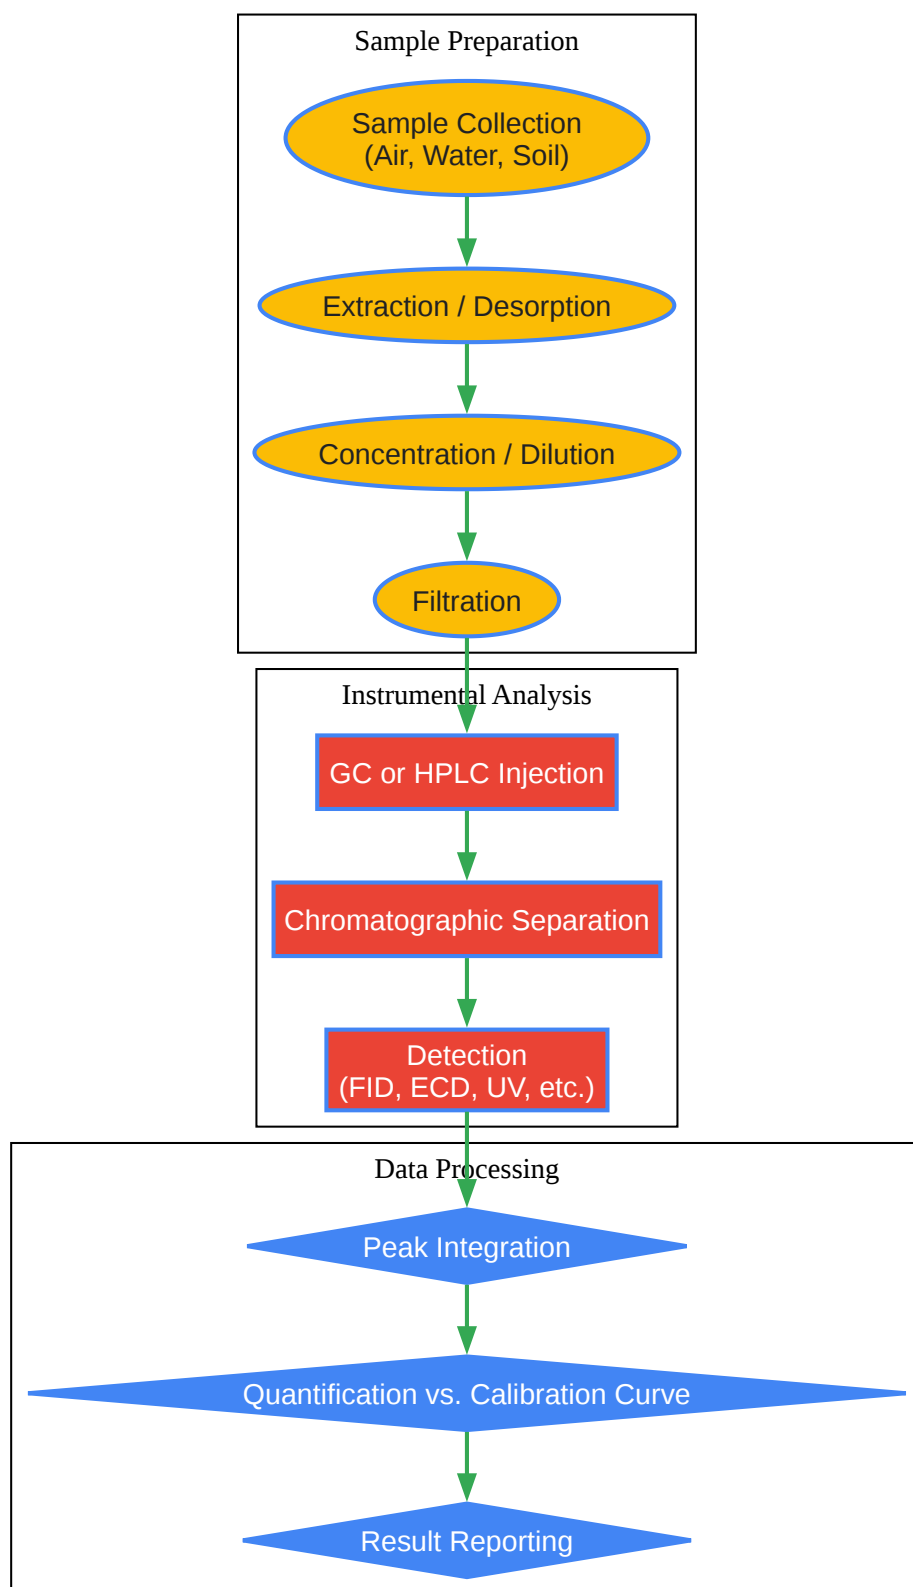 Sample Preparation
Sample Collection
(Air, Water, Soil)
Extraction / Desorption
Concentration / Dilution
Filtration
Instrumental Analysis
GC or HPLC Injection
Chromatographic Separation
Detection
(FID, ECD, UV, etc.)
Data Processing
Peak Integration
Quantification vs. Calibration Curve
Result Reporting